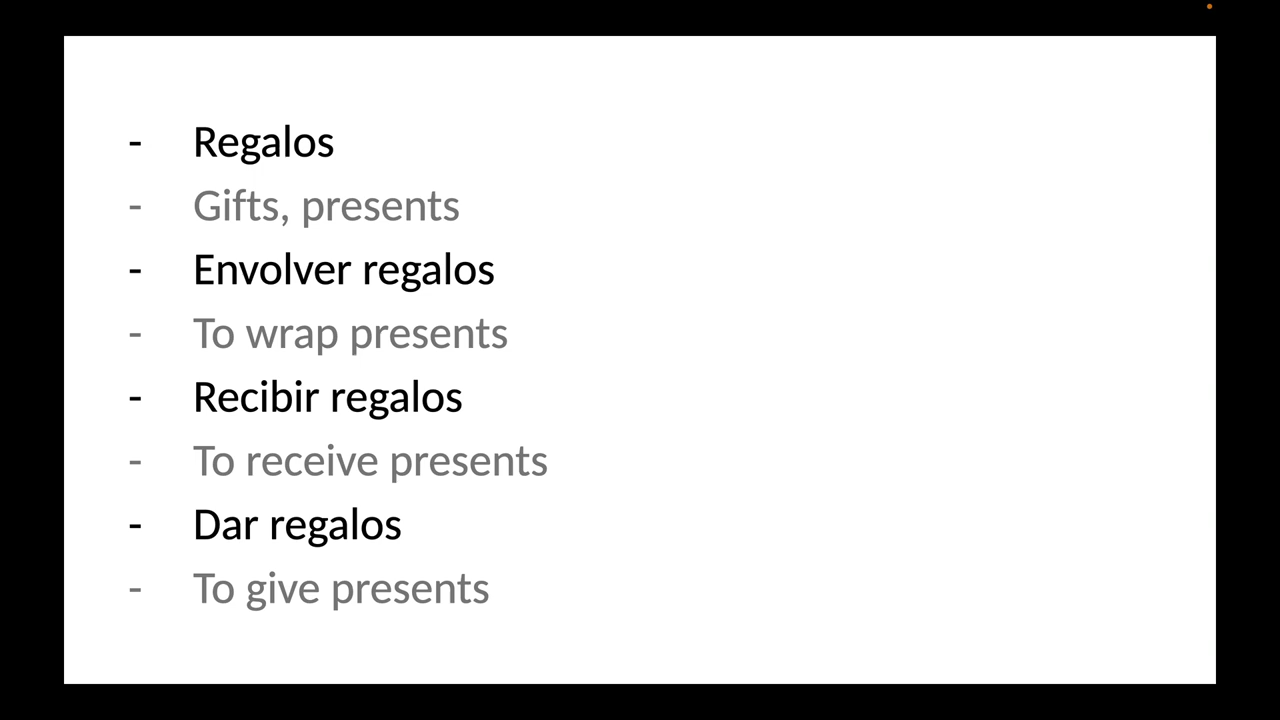 - Regalos
- Gifts, presents
- Envolver regalos
- To wrap presents
- Recibir regalos
- To receive presents
- Dar regalos
- To give presents